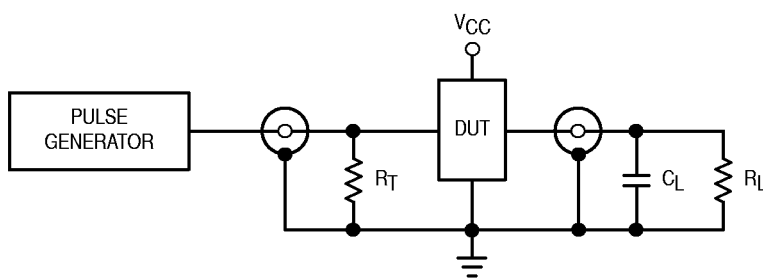 VCC
PULSE
GENERATOR
DUT
RT
CL
RL